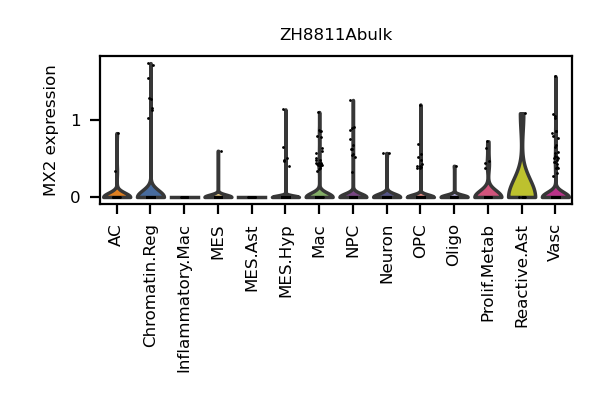 ZH8811Abulk
MX2 expression
1
0
AC
Chromatin.Reg
Inflammatory.Mac
MES
MES.Ast
MES.Hyp
Mac
NPC
Neuron
OPC
Oligo
Prolif.Metab
Reactive.Ast
Vasc